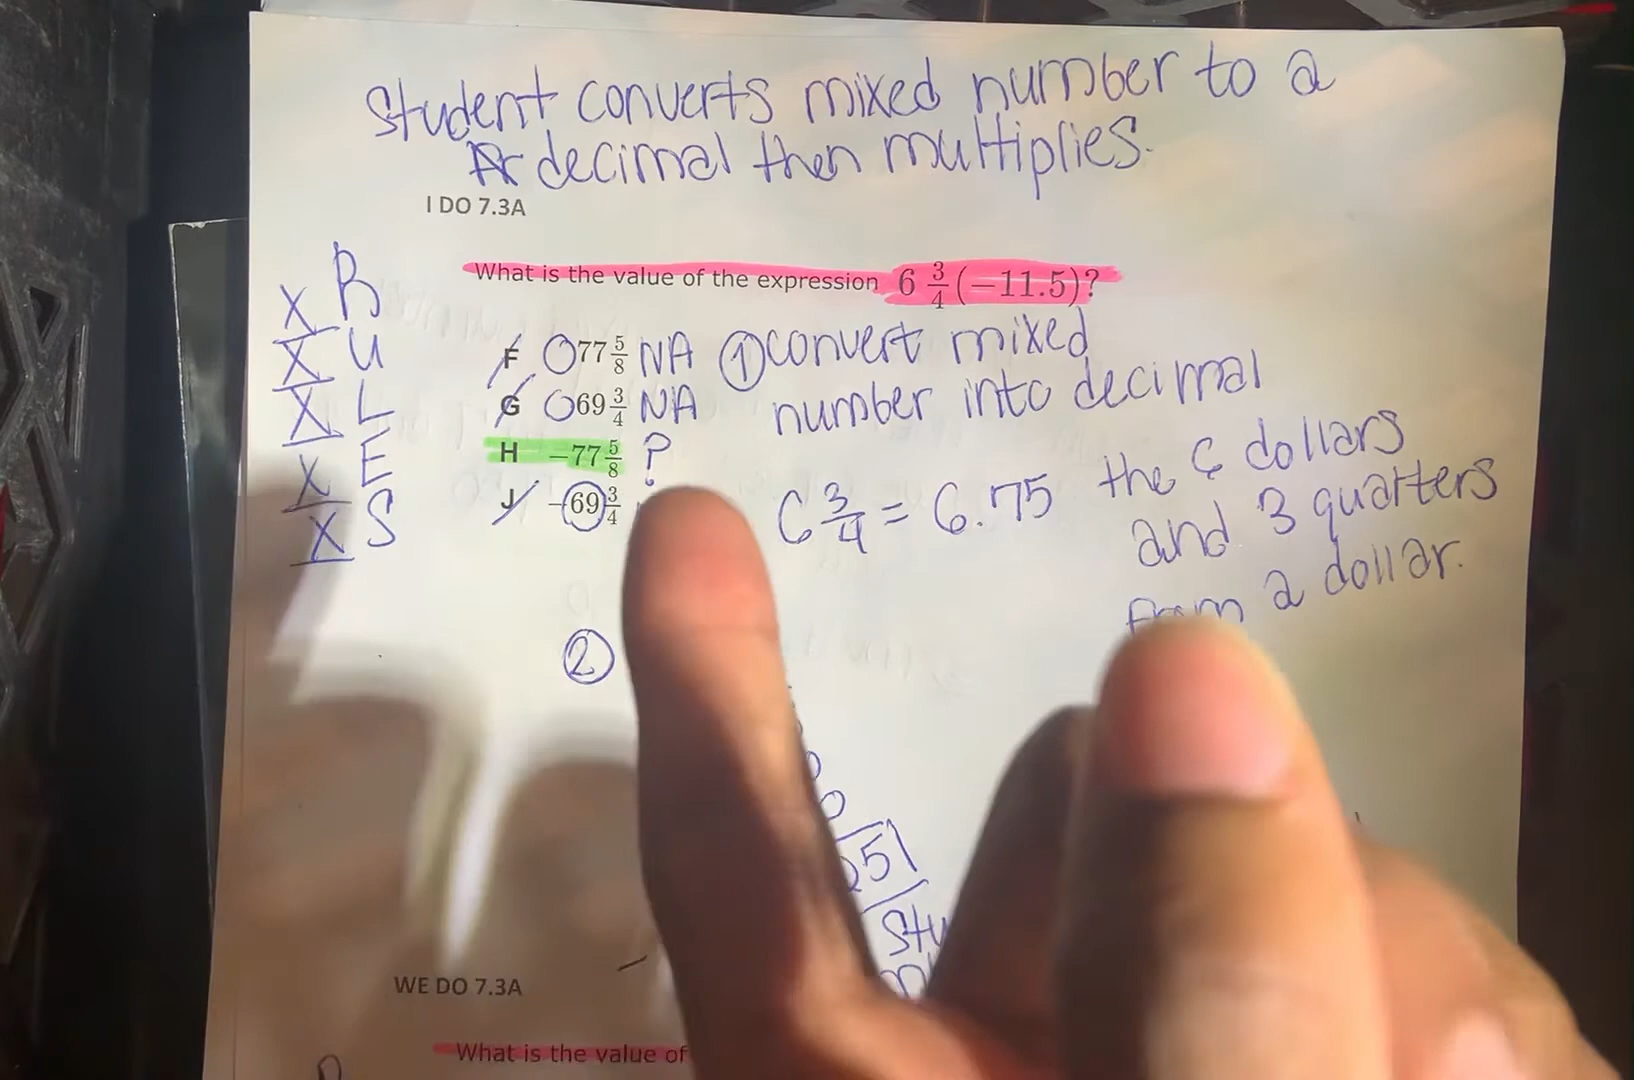 Student converts mixed number to a
decimal then multiplies.
I DO 7.3A
What is the value of the expression 6 3/4 (−11.5)?
X R
X U
X L
X E
X S
F 77 5/8 NA
G 69 3/4 NA
H −77 5/8 ?
J −69 3/4
① convert mixed
number into decimal
6 3/4 = 6.75
the 6 dollars
and 3 quarters
from a dollar.
②
251
WE DO 7.3A
What is the value of